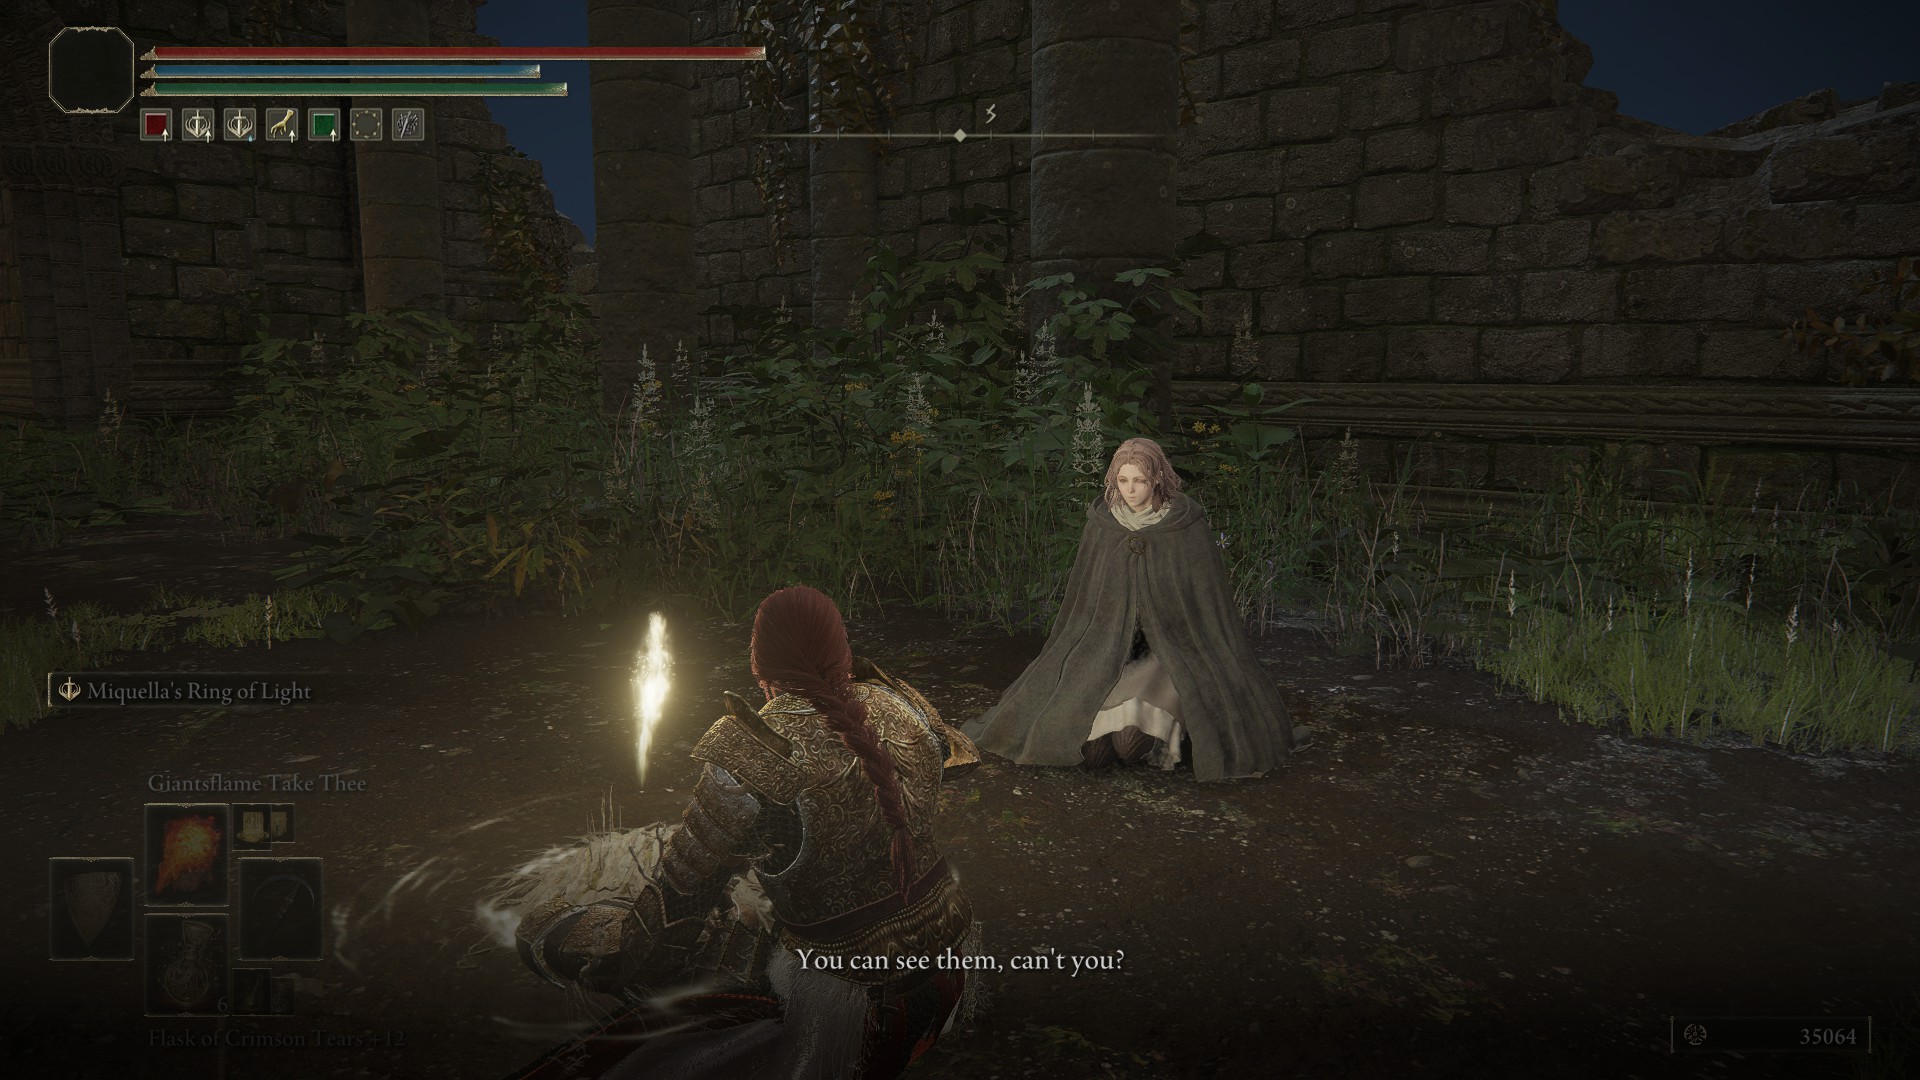 Miquella's Ring of Light
Giantsflame Take Thee
6
Flask of Crimson Tears +12
You can see them, can't you?
35064